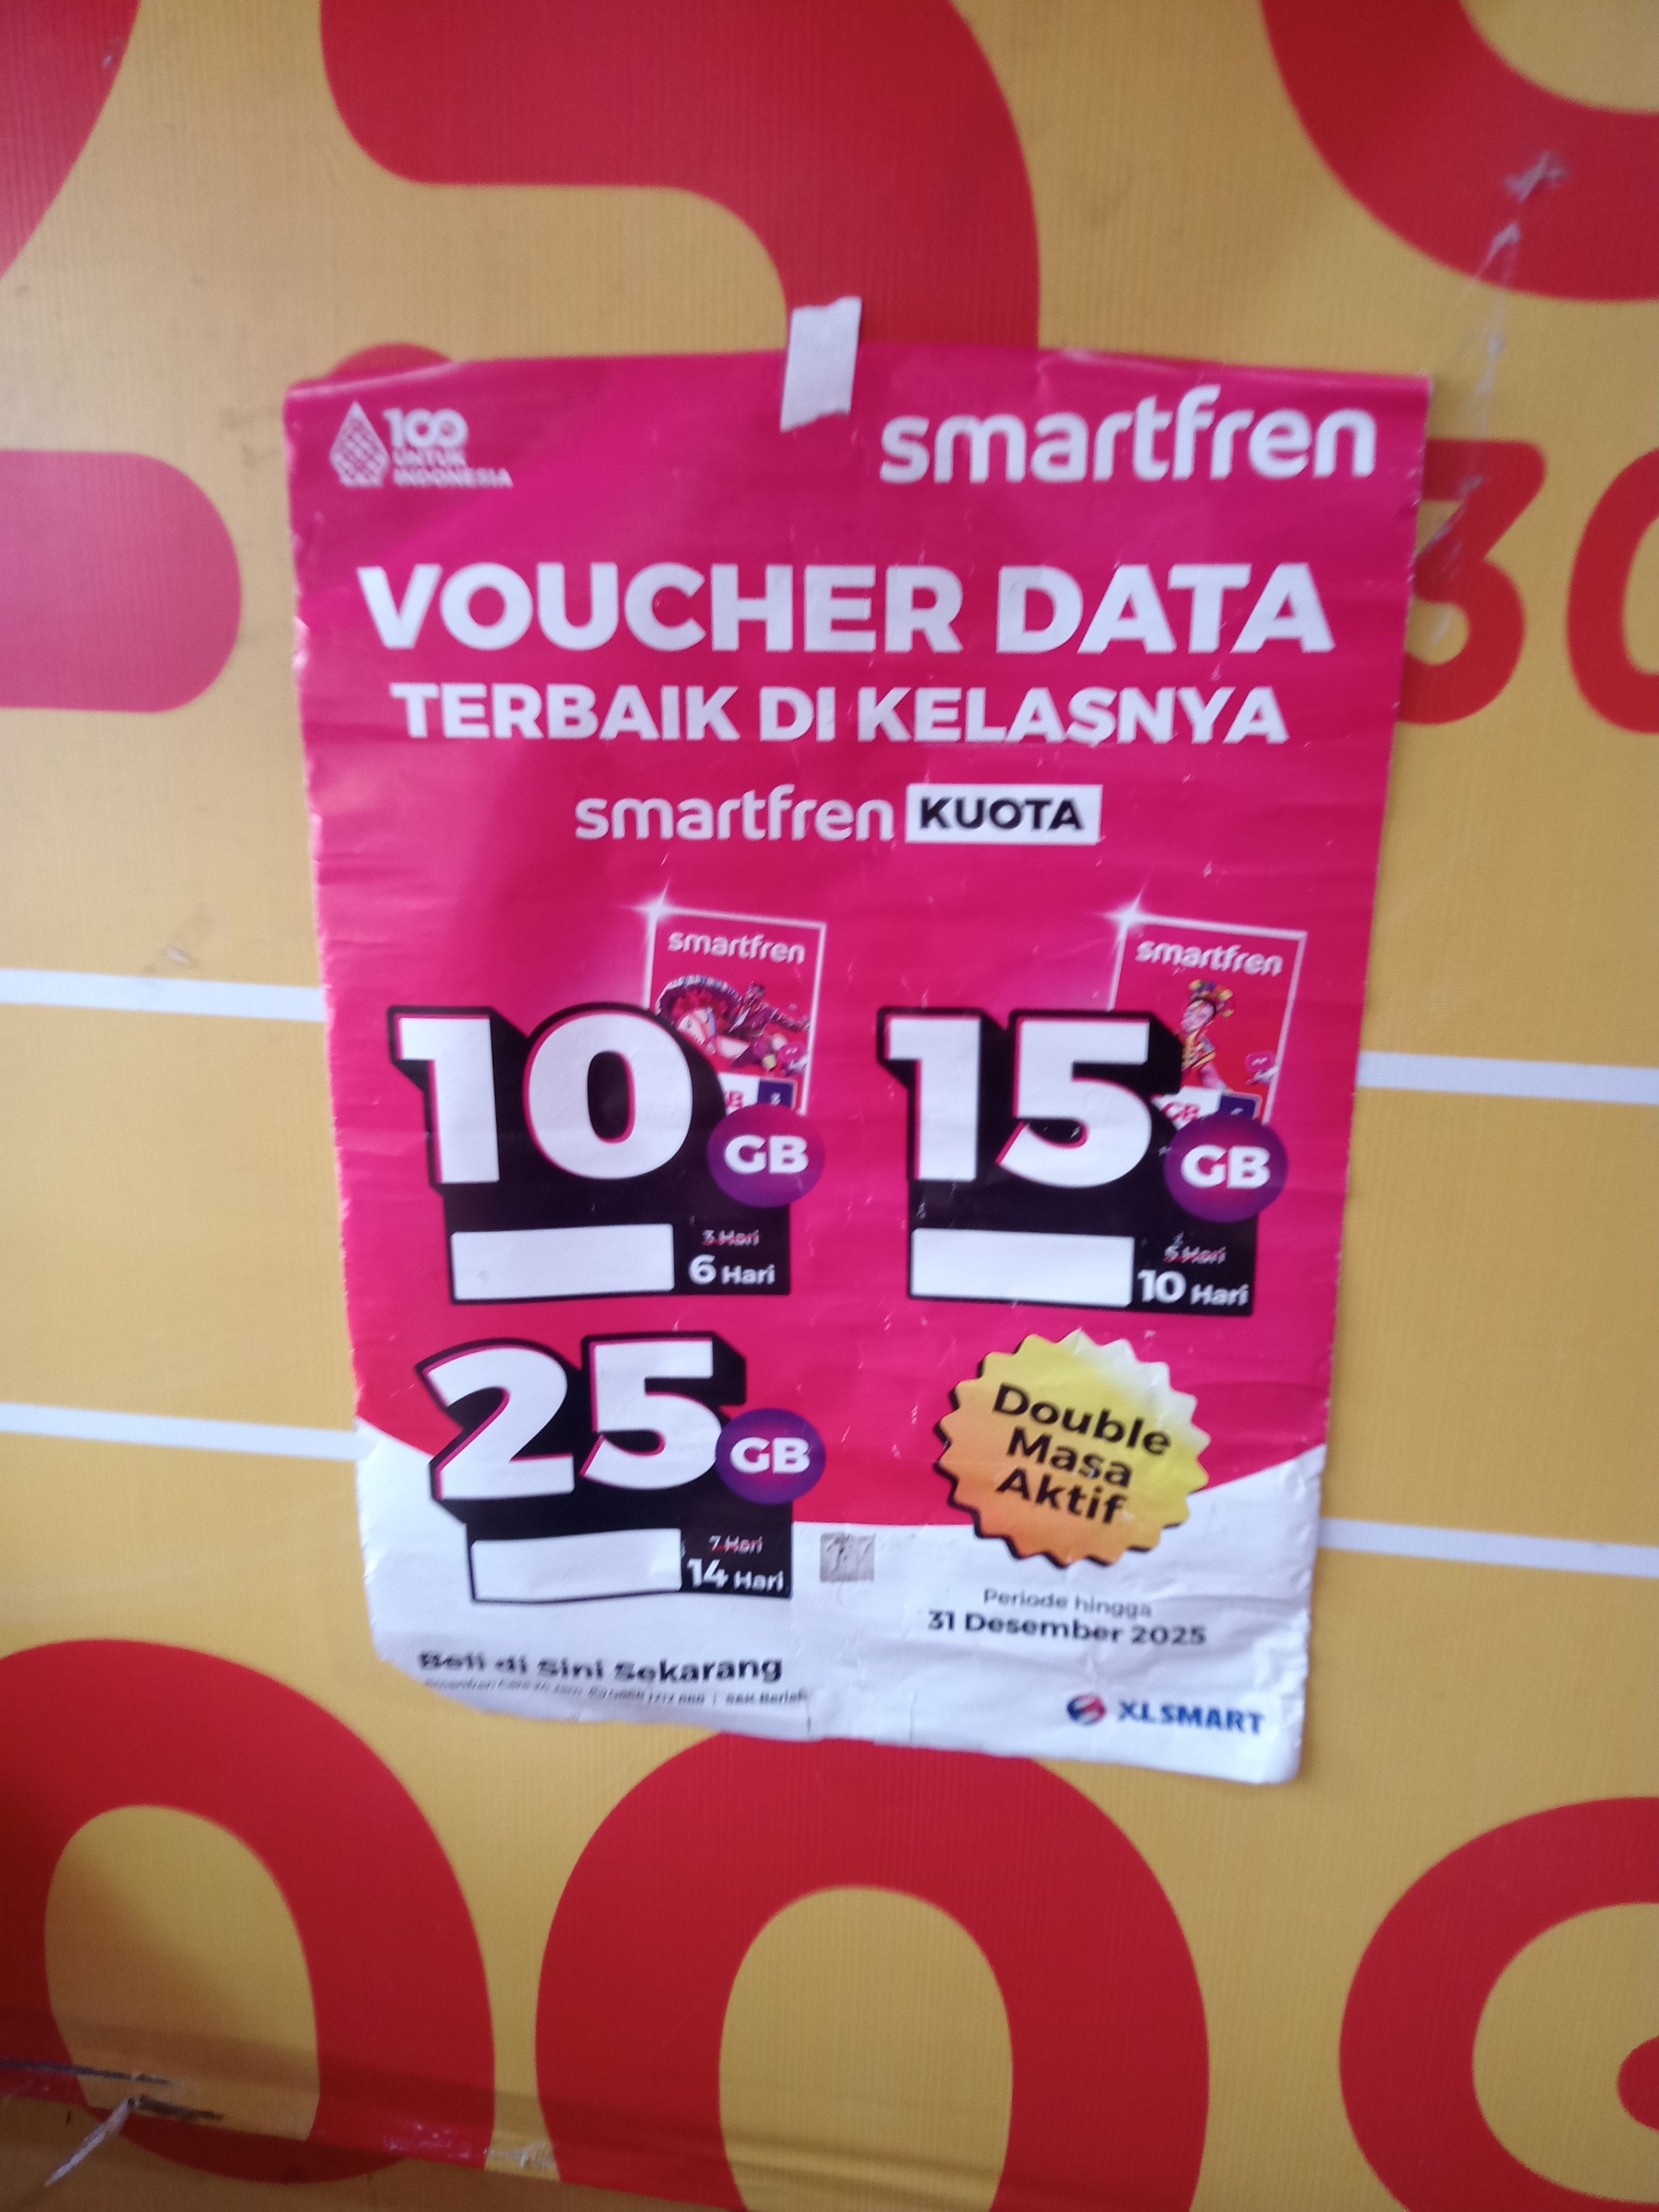 100
UNTUK
INDONESIA
smartfren
VOUCHER DATA
TERBAIK DI KELASNYA
smartfren KUOTA
smartfren
10 GB
3 Hari
6 Hari
smartfren
15 GB
5 Hari
10 Hari
25 GB
7 Hari
14 Hari
Double
Masa
Aktif
Periode hingga
31 Desember 2025
Beli di Sini Sekarang
XLSMART
30